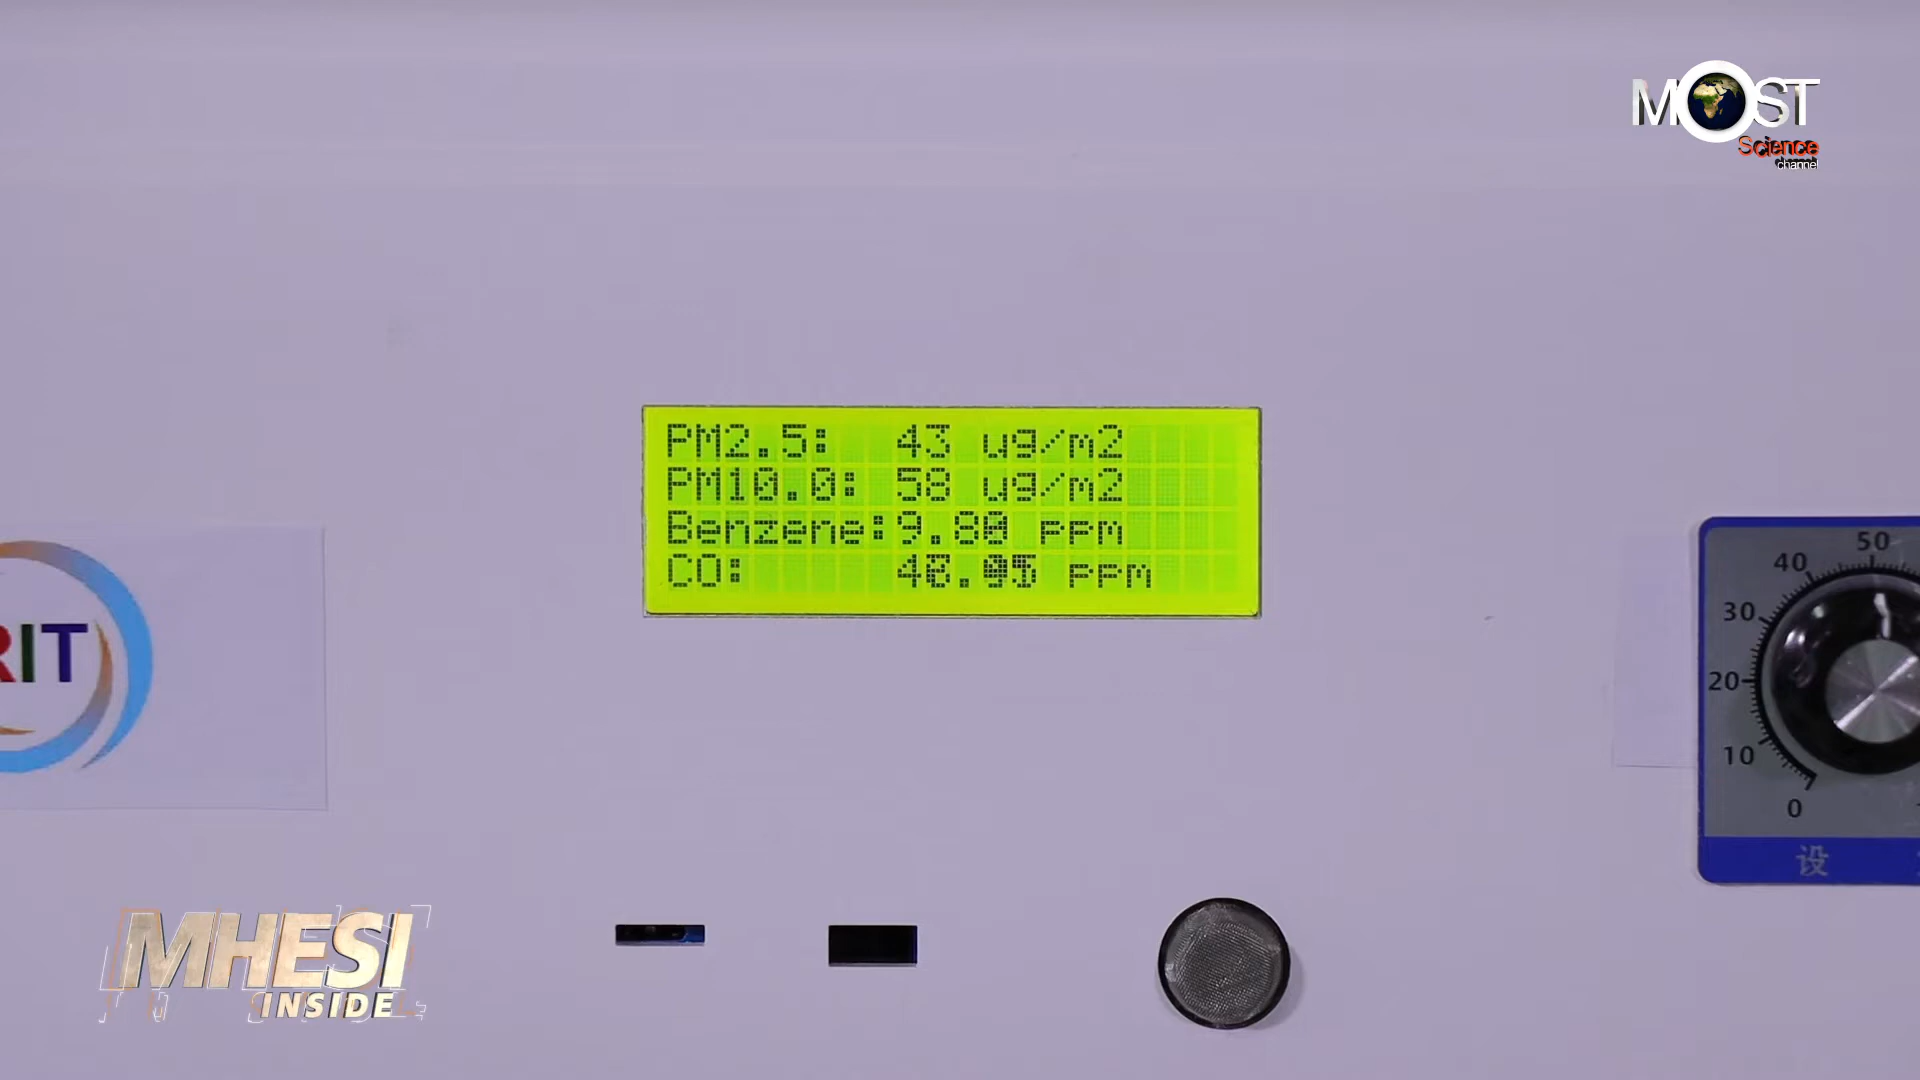 MOST
Science
channel
PM2.5: 43 ug/m2
PM10.0: 58 ug/m2
Benzene:9.80 ppm
CO: ppm
RIT
50
40
30
20
10
0
设
MHESI
INSIDE